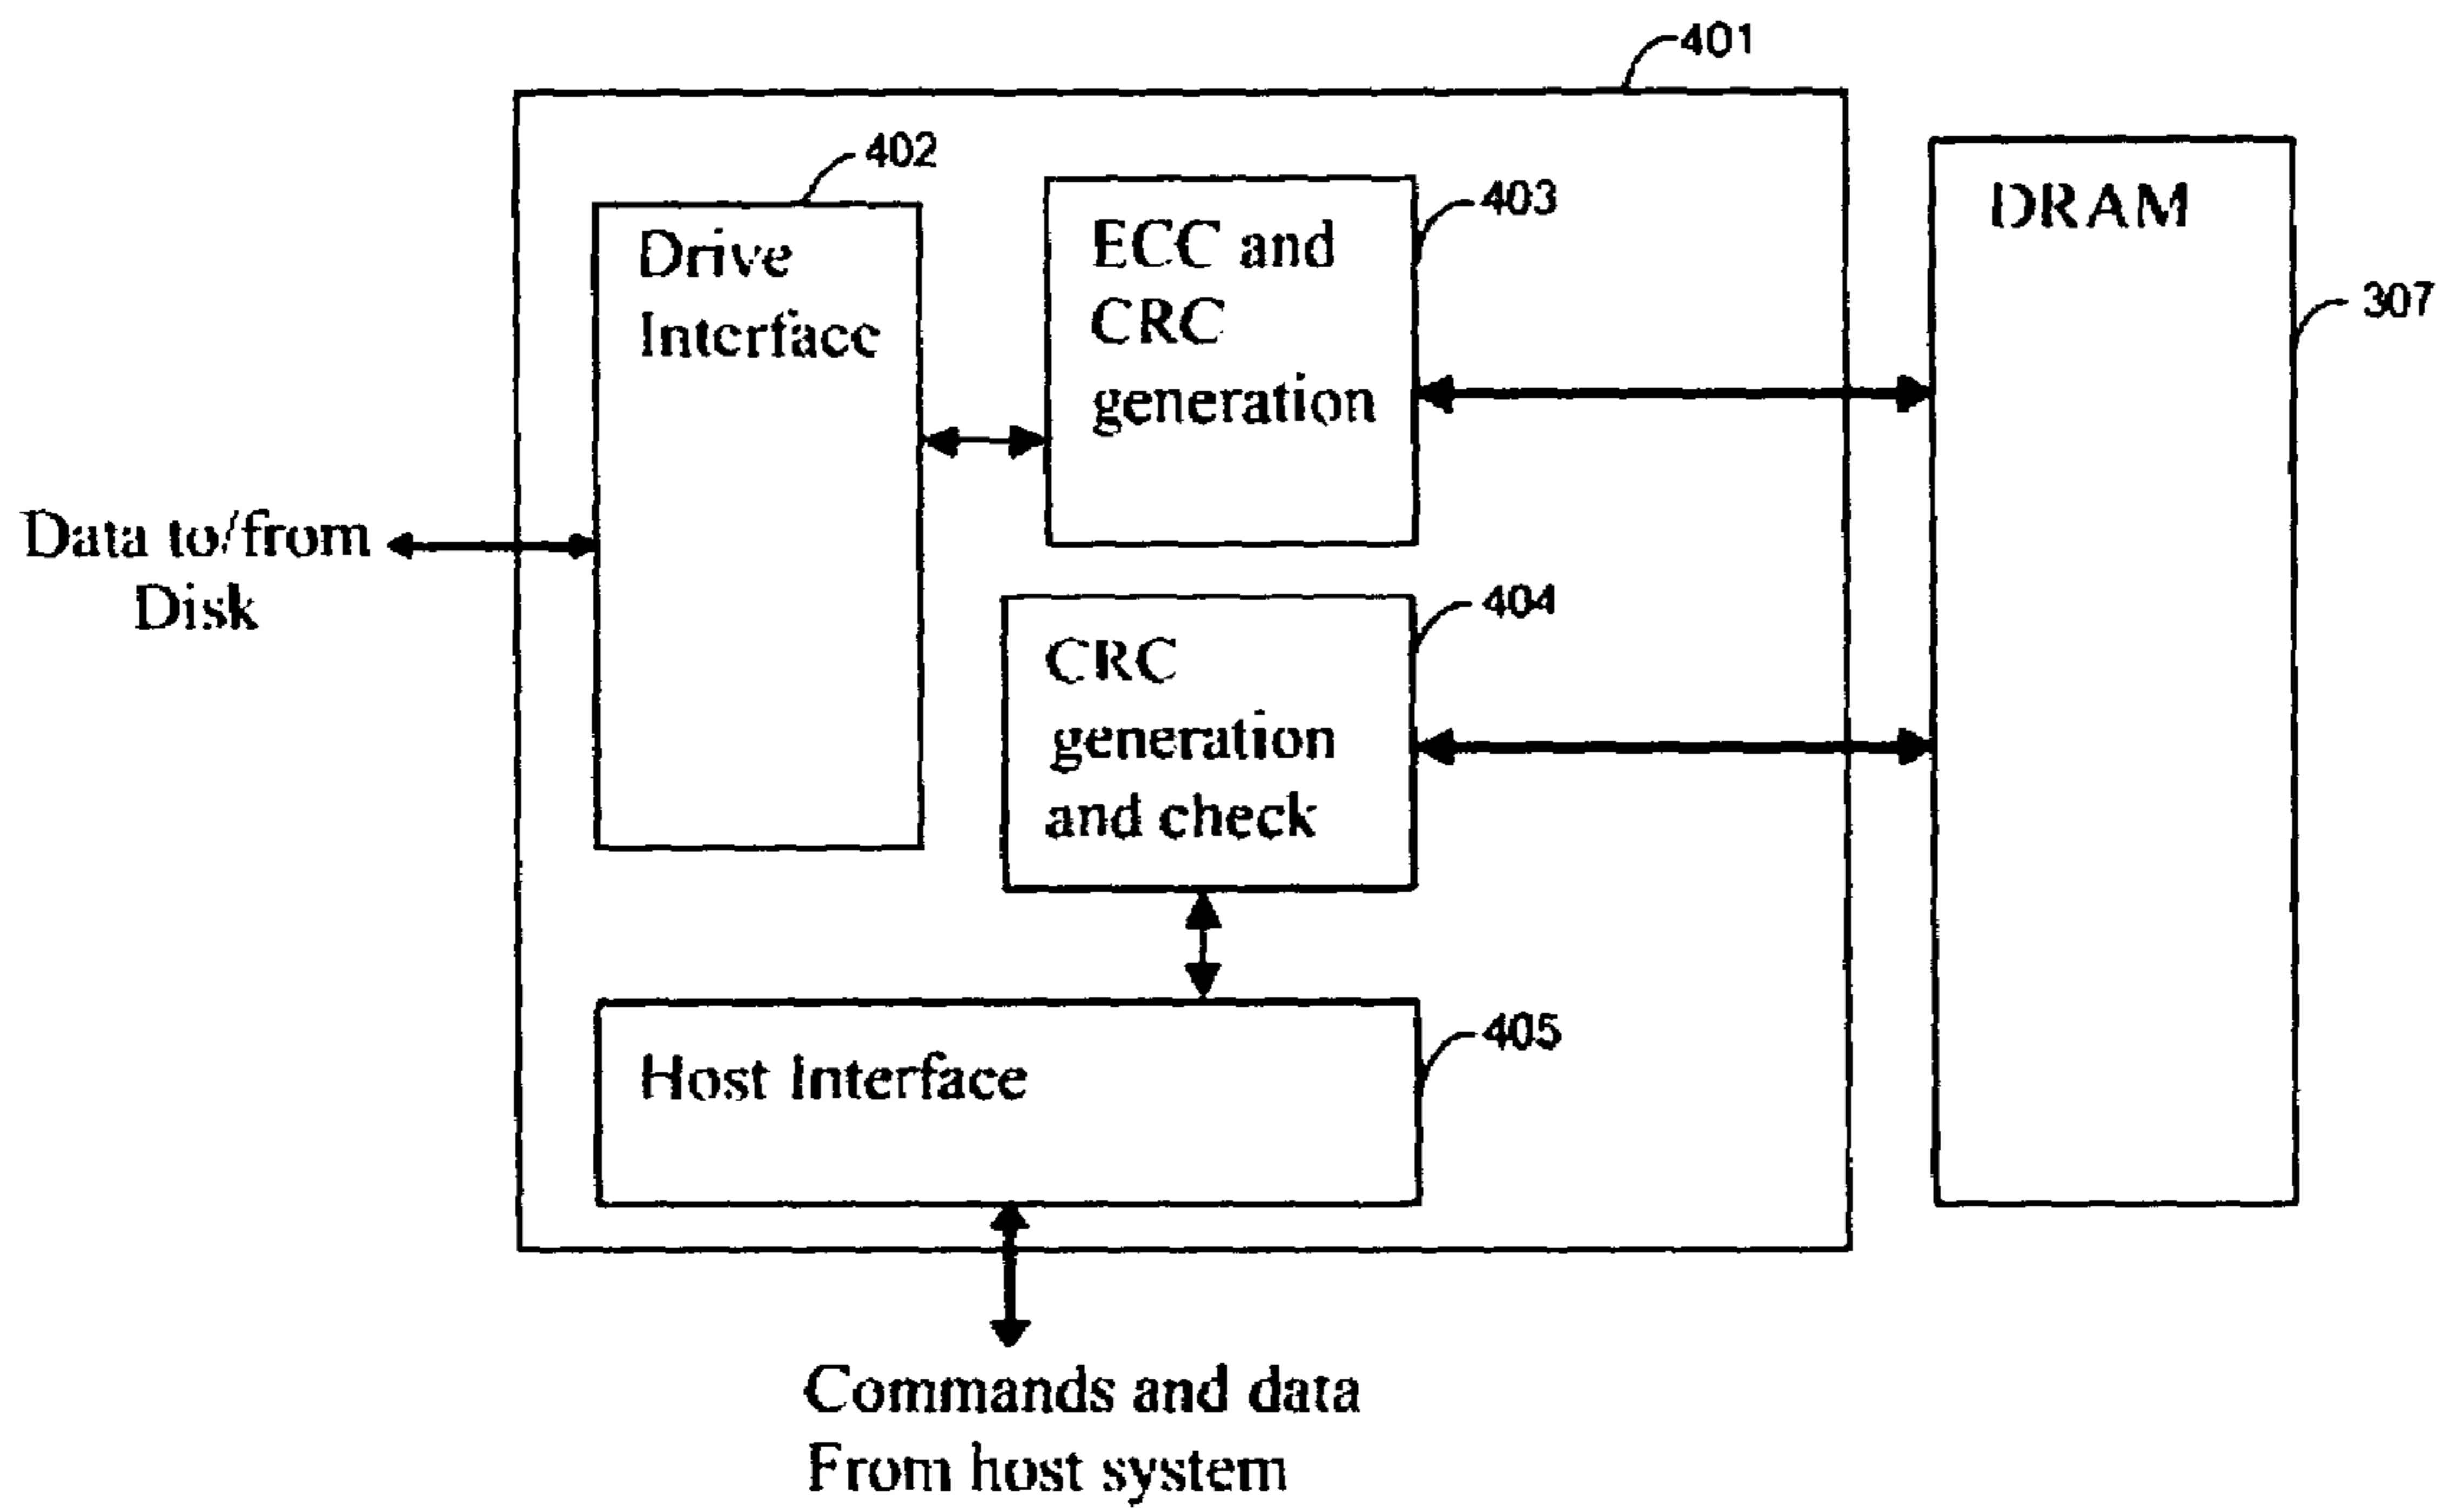 401
402
Drive
Interface
ECC and
CRC
generation
403
DRAM
307
Data to/from
Disk
CRC
generation
and check
404
Host Interface
405
Commands and data
From host system